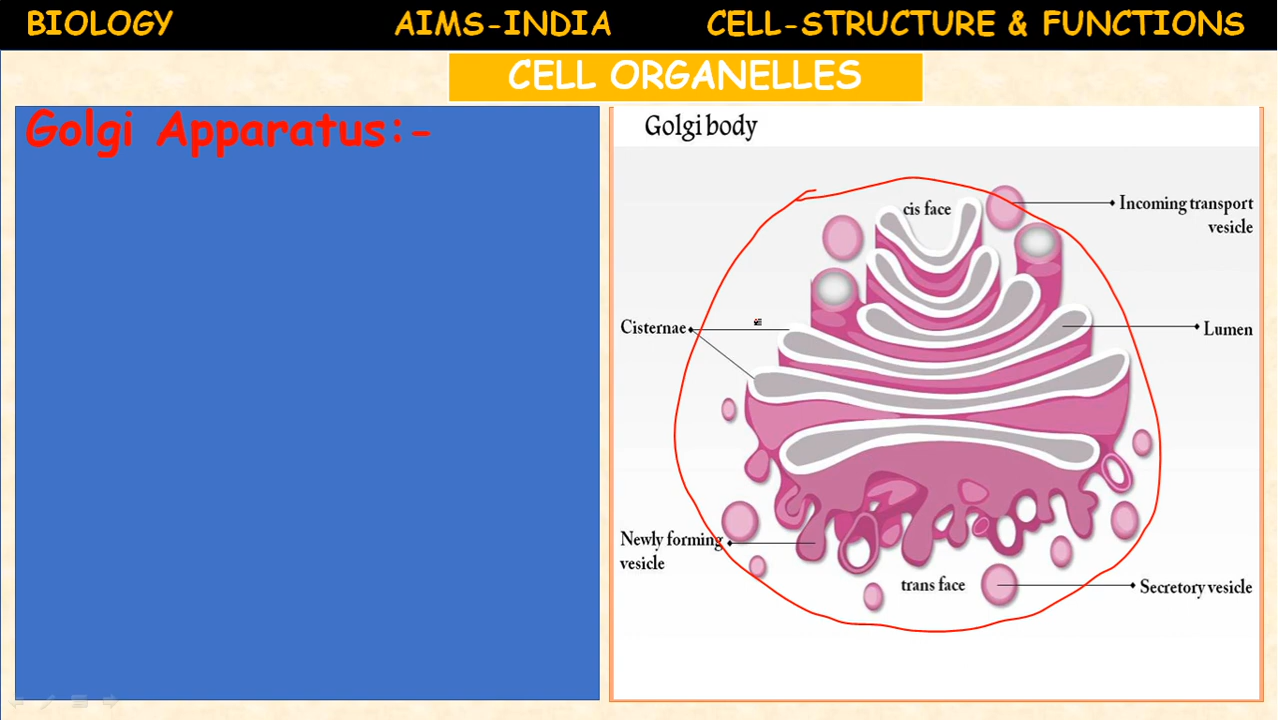 BIOLOGY AIMS-INDIA CELL-STRUCTURE & FUNCTIONS
CELL ORGANELLES
Golgi Apparatus:-
Golgi body
cis face
Incoming transport
vesicle
Cisternae
Lumen
Newly forming
vesicle
trans face
Secretory vesicle